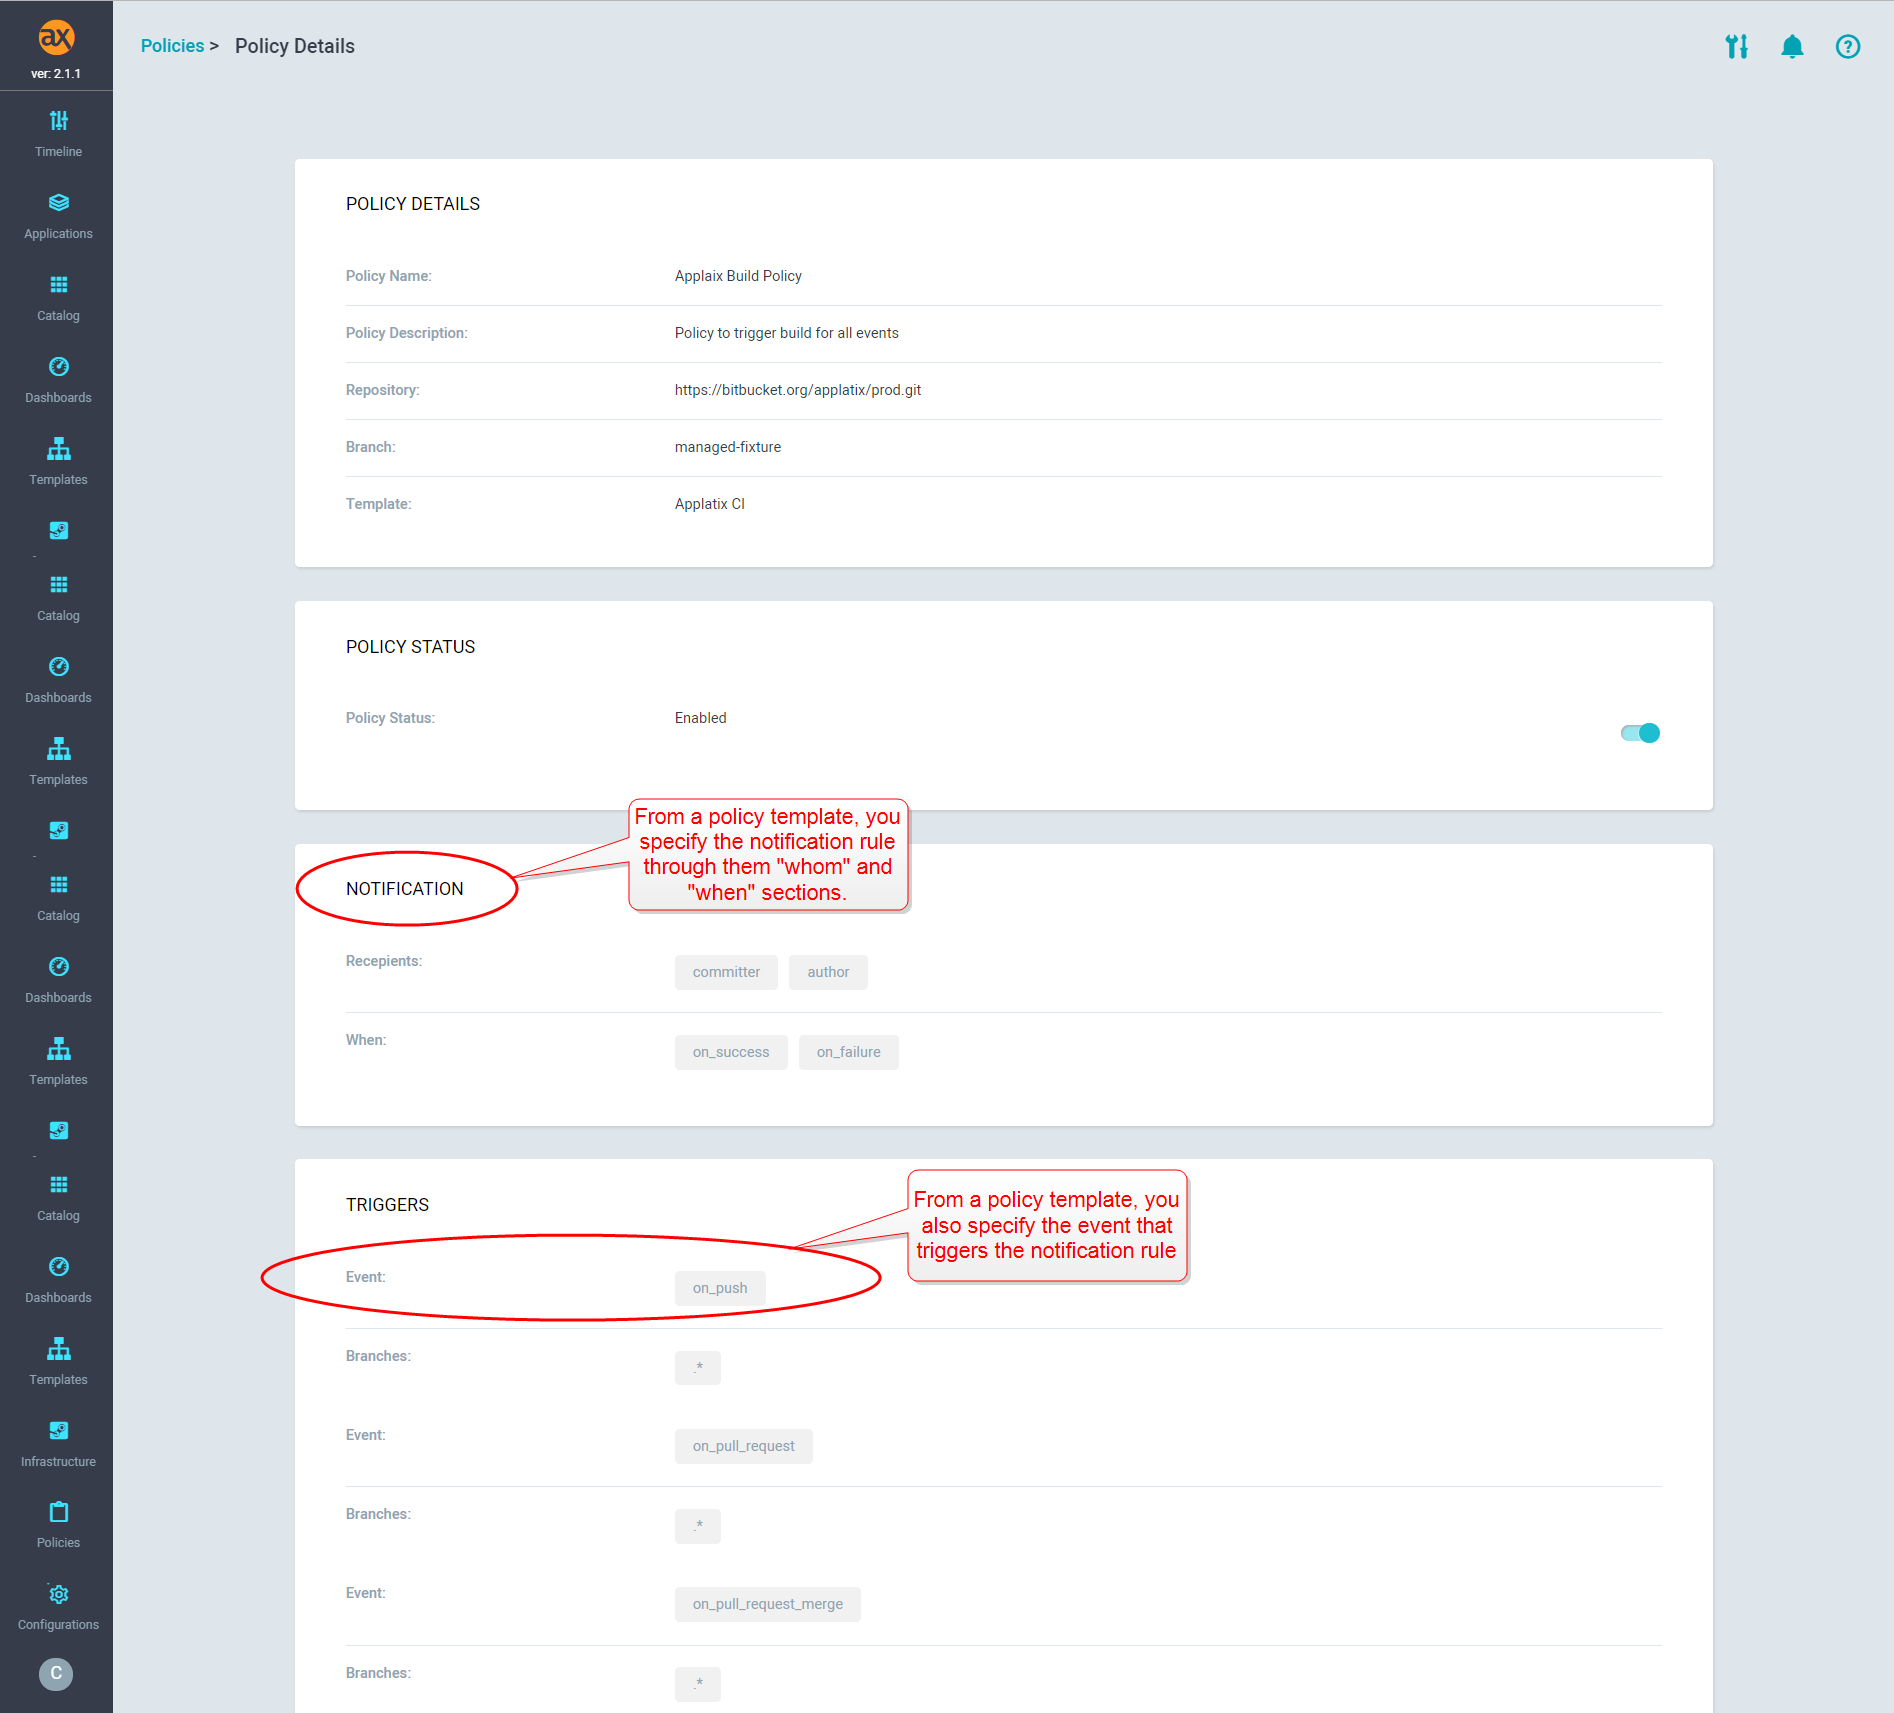 ax
ver: 2.1.1
Timeline
Applications
Catalog
Dashboards
Templates
Catalog
Dashboards
Templates
Catalog
Dashboards
Templates
Catalog
Dashboards
Templates
Infrastructure
Policies
Configurations
C
Policies > Policy Details
?
POLICY DETAILS
Policy Name: Applaix Build Policy
Policy Description: Policy to trigger build for all events
Repository: https://bitbucket.org/applatix/prod.git
Branch: managed-fixture
Template: Applatix CI
POLICY STATUS
Policy Status: Enabled
From a policy template, you
specify the notification rule
through them "whom" and
"when" sections.
NOTIFICATION
Recepients: committer author
When: on_success on_failure
TRIGGERS
From a policy template, you
also specify the event that
triggers the notification rule
Event: on_push
Branches: .*
Event: on_pull_request
Branches: .*
Event: on_pull_request_merge
Branches: .*